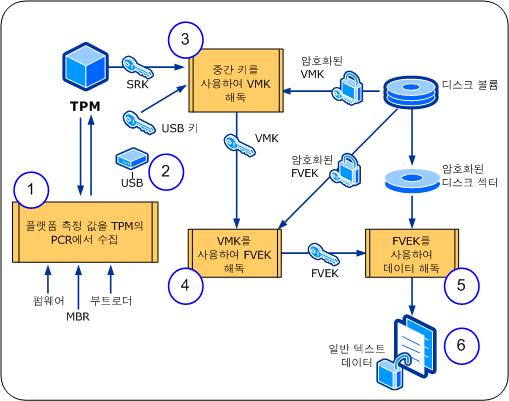 3
중간 키를
사용하여 VMK
해독
암호화된
VMK
디스크 볼륨
SRK
TPM
USB 키
VMK
암호화된
FVEK
암호화된
디스크 섹터
USB
2
1
플랫폼 측정 값을 TPM의
PCR에서 수집
VMK를
사용하여 FVEK
해독
4
FVEK
FVEK를
사용하여
데이터 해독
5
펌웨어
MBR
부트로더
일반 텍스트
데이터
6